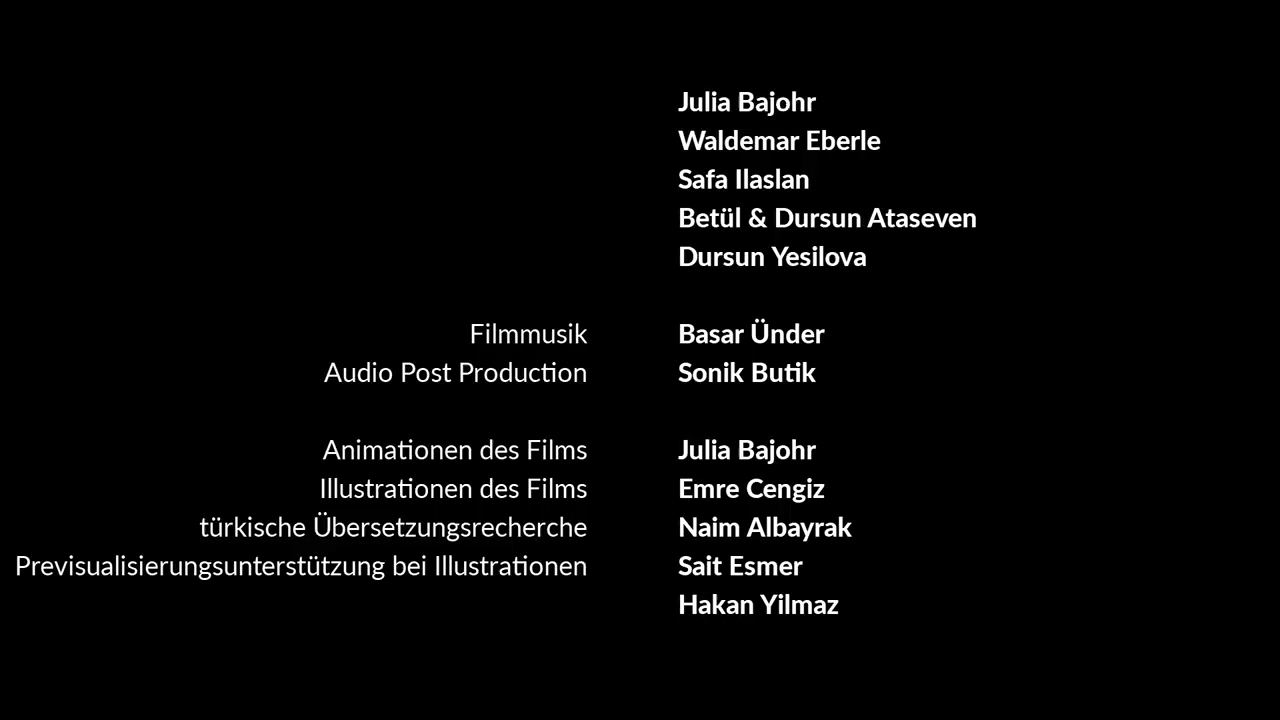 Julia Bajohr
Waldemar Eberle
Safa Ilaslan
Betül & Dursun Ataseven
Dursun Yesilova
Filmmusik Basar Ünder
Audio Post Production Sonik Butik
Animationen des Films Julia Bajohr
Illustrationen des Films Emre Cengiz
türkische Übersetzungsrecherche Naim Albayrak
Previsualisierungsunterstützung bei Illustrationen Sait Esmer
Hakan Yilmaz